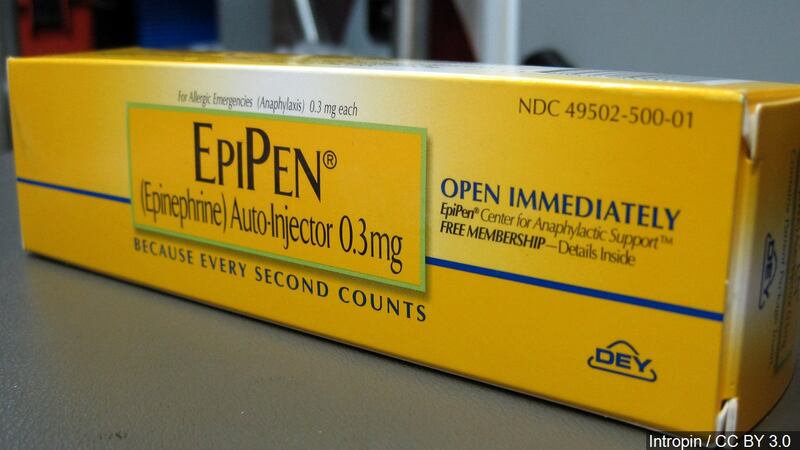 For Allergic Emergencies (Anaphylaxis) 0.3 mg each
NDC 49502-500-01
EPIPEN®
(Epinephrine) Auto-Injector 0.3mg
BECAUSE EVERY SECOND COUNTS
OPEN IMMEDIATELY
EpiPen® Center for Anaphylactic Support™
FREE MEMBERSHIP—Details Inside
DEY
DEY
Intropin / CC BY 3.0